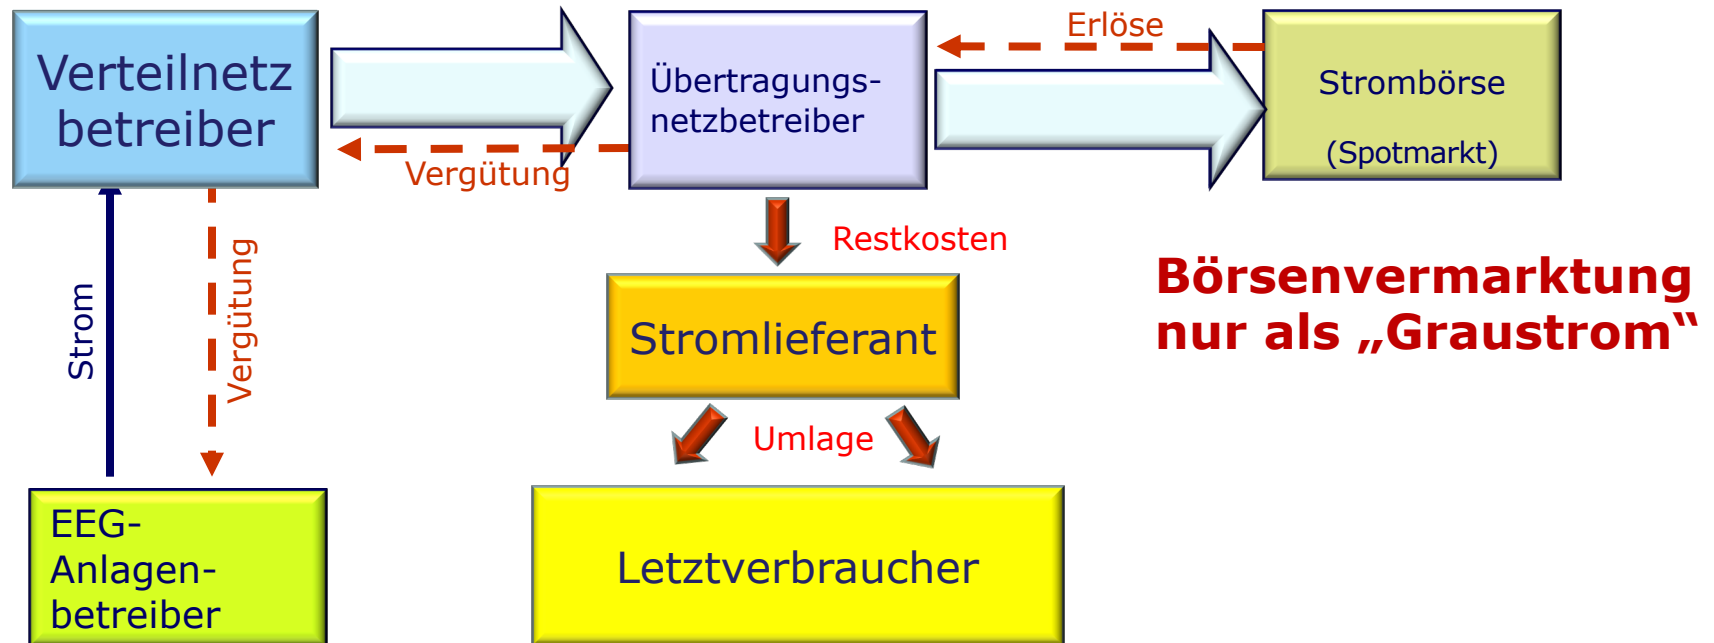 Verteilnetz
betreiber
Übertragungs-
netzbetreiber
Erlöse
Strombörse
(Spotmarkt)
Vergütung
Strom
Vergütung
Restkosten
Stromlieferant
Börsenvermarktung
nur als „Graustrom“
Umlage
EEG-
Anlagen-
betreiber
Letztverbraucher